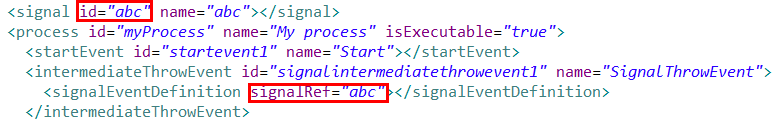 <signal id="abc" name="abc"></signal>
<process id="myProcess" name="My process" isExecutable="true">
<startEvent id="startevent1" name="Start"></startEvent>
<intermediateThrowEvent id="signalintermediatethrowevent1" name="SignalThrowEvent">
<signalEventDefinition signalRef="abc"></signalEventDefinition>
</intermediateThrowEvent>